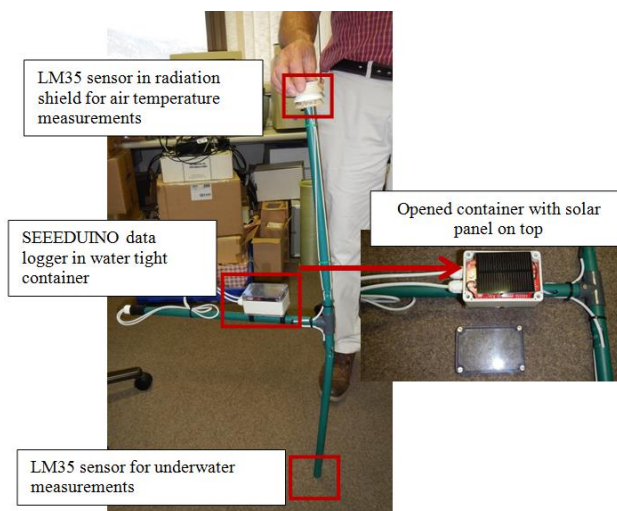 LM35 sensor in radiation
shield for air temperature
measurements
SEEEDUINO data
logger in water tight
container
Opened container with solar
panel on top
LM35 sensor for underwater
measurements